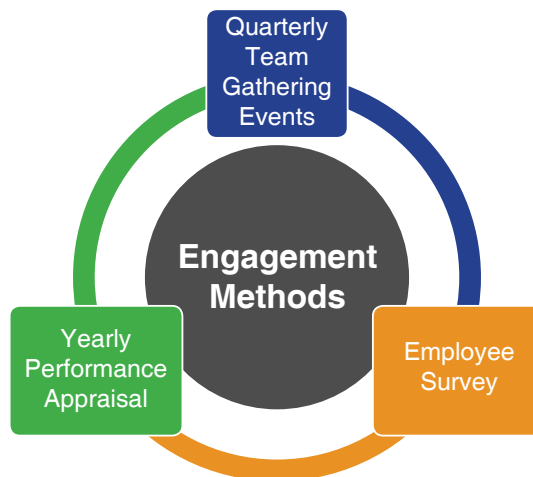 Quarterly
Team
Gathering
Events
Engagement
Methods
Yearly
Performance
Appraisal
Employee
Survey